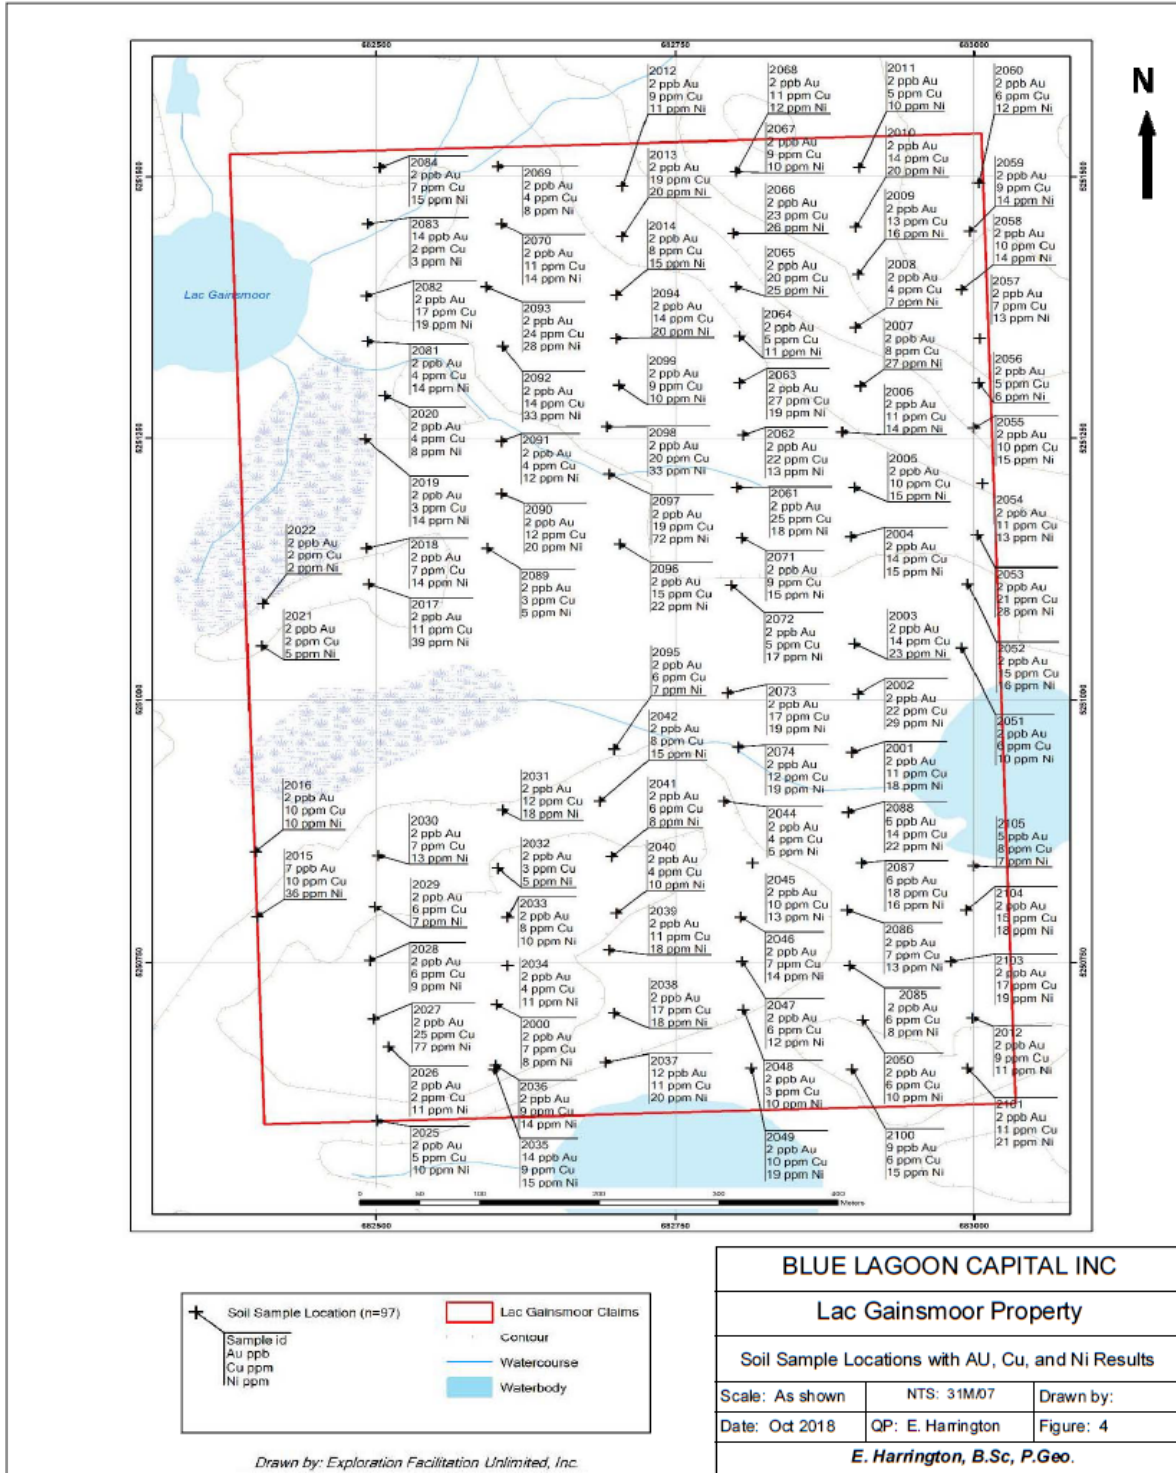 682500
682750
683000
N
2012
2 ppb Au
9 ppm Cu
11 ppm Ni
2068
2 ppb Au
11 ppm Cu
12 ppm Ni
2011
2 ppb Au
5 ppm Cu
10 ppm Ni
2060
2 ppb Au
6 ppm Cu
12 ppm Ni
2084
2 ppb Au
7 ppm Cu
15 ppm Ni
2069
2 ppb Au
4 ppm Cu
8 ppm Ni
2013
2 ppb Au
19 ppm Cu
20 ppm Ni
2067
2 ppb Au
9 ppm Cu
10 ppm Ni
2010
2 ppb Au
14 ppm Cu
20 ppm Ni
2059
2 ppb Au
9 ppm Cu
14 ppm Ni
5251500
5251500
2083
14 ppb Au
2 ppm Cu
3 ppm Ni
2070
2 ppb Au
11 ppm Cu
14 ppm Ni
2014
2 ppb Au
8 ppm Cu
15 ppm Ni
2066
2 ppb Au
23 ppm Cu
26 ppm Ni
2009
2 ppb Au
13 ppm Cu
16 ppm Ni
2058
2 ppb Au
10 ppm Cu
14 ppm Ni
Lac Gainsmoor
2082
2 ppb Au
17 ppm Cu
19 ppm Ni
2093
2 ppb Au
24 ppm Cu
28 ppm Ni
2094
2 ppb Au
14 ppm Cu
20 ppm Ni
2065
2 ppb Au
20 ppm Cu
25 ppm Ni
2008
2 ppb Au
4 ppm Cu
7 ppm Ni
2057
2 ppb Au
7 ppm Cu
13 ppm Ni
2081
2 ppb Au
4 ppm Cu
14 ppm Ni
2092
2 ppb Au
14 ppm Cu
33 ppm Ni
2099
2 ppb Au
9 ppm Cu
10 ppm Ni
2064
2 ppb Au
5 ppm Cu
11 ppm Ni
2007
2 ppb Au
8 ppm Cu
27 ppm Ni
2056
2 ppb Au
5 ppm Cu
6 ppm Ni
2020
2 ppb Au
4 ppm Cu
8 ppm Ni
2091
2 ppb Au
4 ppm Cu
12 ppm Ni
2098
2 ppb Au
20 ppm Cu
33 ppm Ni
2063
2 ppb Au
27 ppm Cu
19 ppm Ni
2006
2 ppb Au
11 ppm Cu
14 ppm Ni
2055
2 ppb Au
10 ppm Cu
15 ppm Ni
5251250
5251250
2019
2 ppb Au
3 ppm Cu
14 ppm Ni
2090
2 ppb Au
12 ppm Cu
20 ppm Ni
2097
2 ppb Au
19 ppm Cu
72 ppm Ni
2062
2 ppb Au
22 ppm Cu
13 ppm Ni
2005
2 ppb Au
10 ppm Cu
15 ppm Ni
2054
2 ppb Au
11 ppm Cu
13 ppm Ni
2022
2 ppb Au
2 ppm Cu
2 ppm Ni
2018
2 ppb Au
7 ppm Cu
14 ppm Ni
2089
2 ppb Au
3 ppm Cu
5 ppm Ni
2096
2 ppb Au
15 ppm Cu
22 ppm Ni
2061
2 ppb Au
25 ppm Cu
18 ppm Ni
2004
2 ppb Au
14 ppm Cu
15 ppm Ni
2053
2 ppb Au
21 ppm Cu
28 ppm Ni
2021
2 ppb Au
2 ppm Cu
5 ppm Ni
2017
2 ppb Au
11 ppm Cu
39 ppm Ni
2071
2 ppb Au
9 ppm Cu
15 ppm Ni
2072
2 ppb Au
5 ppm Cu
17 ppm Ni
2003
2 ppb Au
14 ppm Cu
23 ppm Ni
2052
2 ppb Au
15 ppm Cu
16 ppm Ni
2095
2 ppb Au
6 ppm Cu
7 ppm Ni
2073
2 ppb Au
17 ppm Cu
19 ppm Ni
2002
2 ppb Au
22 ppm Cu
29 ppm Ni
2051
2 ppb Au
6 ppm Cu
10 ppm Ni
5251000
5251000
2042
2 ppb Au
8 ppm Cu
15 ppm Ni
2074
2 ppb Au
12 ppm Cu
19 ppm Ni
2001
2 ppb Au
11 ppm Cu
18 ppm Ni
2016
2 ppb Au
10 ppm Cu
10 ppm Ni
2031
2 ppb Au
12 ppm Cu
18 ppm Ni
2041
2 ppb Au
6 ppm Cu
8 ppm Ni
2044
2 ppb Au
4 ppm Cu
5 ppm Ni
2088
6 ppb Au
14 ppm Cu
22 ppm Ni
2105
5 ppb Au
8 ppm Cu
7 ppm Ni
2030
2 ppb Au
7 ppm Cu
13 ppm Ni
2015
7 ppb Au
10 ppm Cu
36 ppm Ni
2032
2 ppb Au
3 ppm Cu
5 ppm Ni
2040
2 ppb Au
4 ppm Cu
10 ppm Ni
2045
2 ppb Au
10 ppm Cu
13 ppm Ni
2087
6 ppb Au
18 ppm Cu
16 ppm Ni
2104
2 ppb Au
15 ppm Cu
18 ppm Ni
2029
2 ppb Au
6 ppm Cu
7 ppm Ni
2033
2 ppb Au
8 ppm Cu
10 ppm Ni
2039
2 ppb Au
11 ppm Cu
18 ppm Ni
2046
2 ppb Au
7 ppm Cu
14 ppm Ni
2086
2 ppb Au
7 ppm Cu
13 ppm Ni
2103
2 ppb Au
17 ppm Cu
19 ppm Ni
5250750
5250750
2028
2 ppb Au
6 ppm Cu
9 ppm Ni
2034
2 ppb Au
4 ppm Cu
11 ppm Ni
2038
2 ppb Au
17 ppm Cu
18 ppm Ni
2047
2 ppb Au
6 ppm Cu
12 ppm Ni
2085
2 ppb Au
6 ppm Cu
8 ppm Ni
2012
2 ppb Au
9 ppm Cu
11 ppm Ni
2027
2 ppb Au
25 ppm Cu
77 ppm Ni
2000
2 ppb Au
7 ppm Cu
8 ppm Ni
2037
12 ppb Au
11 ppm Cu
20 ppm Ni
2048
2 ppb Au
3 ppm Cu
10 ppm Ni
2050
2 ppb Au
6 ppm Cu
10 ppm Ni
2101
2 ppb Au
11 ppm Cu
21 ppm Ni
2026
2 ppb Au
2 ppm Cu
11 ppm Ni
2036
2 ppb Au
9 ppm Cu
14 ppm Ni
2025
2 ppb Au
5 ppm Cu
10 ppm Ni
2035
14 ppb Au
9 ppm Cu
15 ppm Ni
2049
2 ppb Au
10 ppm Cu
19 ppm Ni
2100
9 ppb Au
6 ppm Cu
15 ppm Ni
0 50 100 200 300 400
Meters
682500
682750
683000
Soil Sample Location (n=97)
Sample id
Au ppb
Cu ppm
Ni ppm
Lac Gainsmoor Claims
Contour
Watercourse
Waterbody
Drawn by: Exploration Facilitation Unlimited, Inc.
BLUE LAGOON CAPITAL INC
Lac Gainsmoor Property
Soil Sample Locations with AU, Cu, and Ni Results
Scale: As shown
NTS: 31M/07
Drawn by:
Date: Oct 2018
QP: E. Harrington
Figure: 4
E. Harrington, B.Sc, P.Geo.